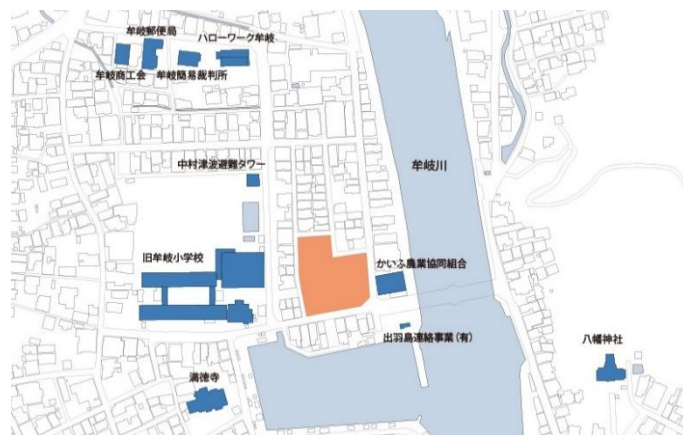 牟岐郵便局
ハローワーク牟岐
牟岐商工会
牟岐簡易裁判所
中村津波避難タワー
牟岐川
旧牟岐小学校
かいふ農業協同組合
出羽島連絡事業(有)
八幡神社
満徳寺